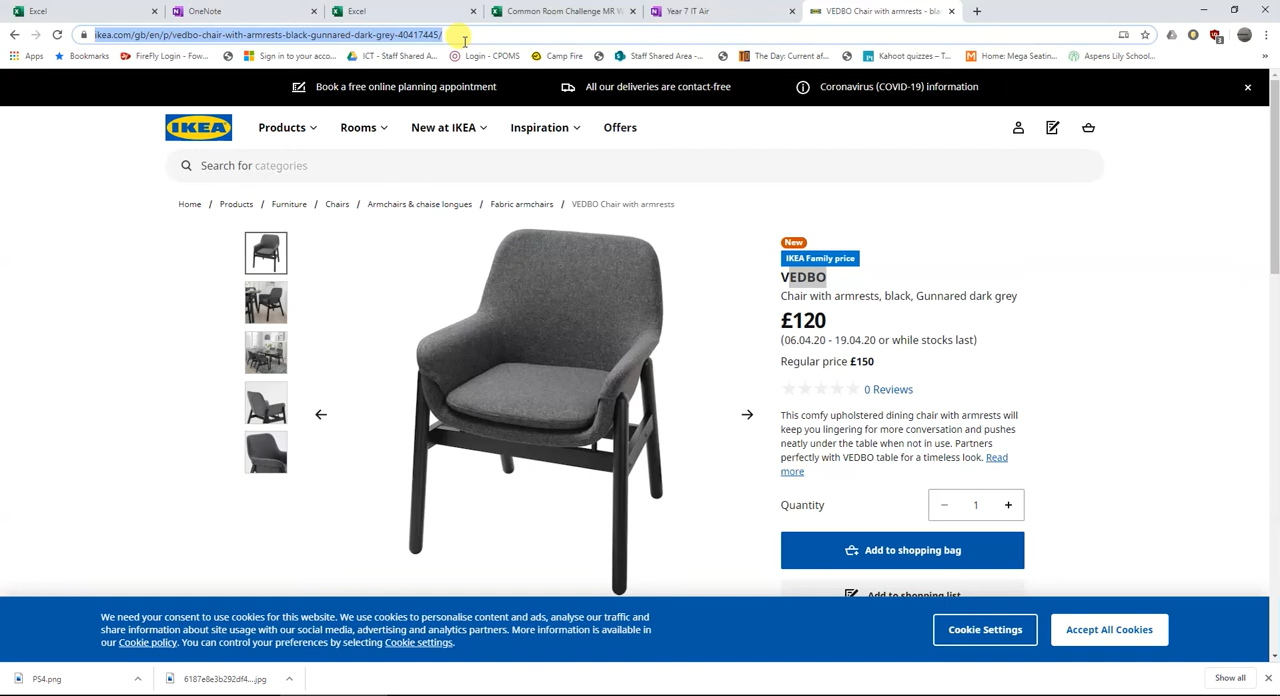 Excel
OneNote
Excel
Common Room Challenge MR W
Year 7 IT Air
VEDBO Chair with armrests - bla
ikea.com/gb/en/p/vedbo-chair-with-armrests-black-gunnared-dark-grey-40417445/
Apps
Bookmarks
FireFly Login - Fow...
Sign in to your acco...
ICT - Staff Shared A...
Login - CPOMS
Camp Fire
Staff Shared Area -...
The Day: Current af...
Kahoot quizzes – T...
Home: Mega Seatin...
Aspens Lily School...
»
Book a free online planning appointment
All our deliveries are contact-free
Coronavirus (COVID-19) information
IKEA
Products
Rooms
New at IKEA
Inspiration
Offers
Search for categories
Home / Products / Furniture / Chairs / Armchairs & chaise longues / Fabric armchairs / VEDBO Chair with armrests
New
IKEA Family price
VEDBO
Chair with armrests, black, Gunnared dark grey
£120
(06.04.20 - 19.04.20 or while stocks last)
Regular price £150
0 Reviews
This comfy upholstered dining chair with armrests will
keep you lingering for more conversation and pushes
neatly under the table when not in use. Partners
perfectly with VEDBO table for a timeless look. Read
more
Quantity
1
Add to shopping bag
Add to shopping list
We need your consent to use cookies for this website. We use cookies to personalise content and ads, analyse our traffic and
share information about site usage with our social media, advertising and analytics partners. More information is available in
our Cookie policy. You can control your preferences by selecting Cookie settings.
Cookie Settings
Accept All Cookies
PS4.png
6187e8e3b292df4....jpg
Show all